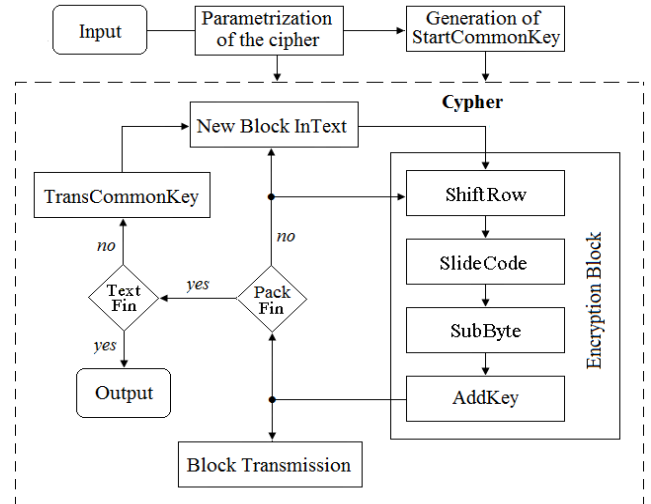 Input
Parametrization
of the cipher
Generation of
StartCommonKey
Cypher
New Block InText
TransCommonKey
ShiftRow
no
no
SlideCode
Text
Fin
yes
Pack
Fin
SubByte
Encryption Block
yes
Output
AddKey
Block Transmission